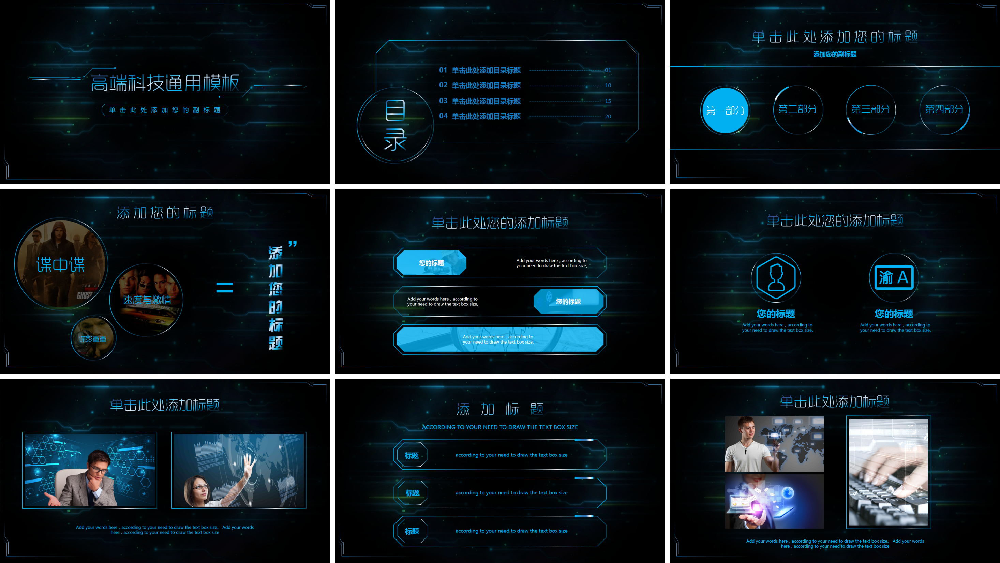 高端科技通用模板
单击此处添加您的副标题
目录
01 单击此处添加目录标题 01
02 单击此处添加目录标题 10
03 单击此处添加目录标题 15
04 单击此处添加目录标题 20
单击此处添加您的标题
添加您的副标题
第一部分
第二部分
第三部分
第四部分
添加您的标题
谍中谍
GHOST
速度与激情
谍影重重
=
”
添加您的标题
单击此处您的添加标题
您的标题
Add your words here，according to
your need to draw the text box size。
Add your words here，according to
your need to draw the text box size。
您的标题
Add your words here，according to
your need to draw the text box size。
单击此处您的添加标题
渝 A
您的标题
Add your words here，according to
your need to draw the text box size。
您的标题
Add your words here，according to
your need to draw the text box size。
单击此处添加标题
Add your words here，according to your need to draw the text box size。 Add your words
here，according to your need to draw the text box size
添加标题
ACCORDING TO YOUR NEED TO DRAW THE TEXT BOX SIZE
标题
according to your need to draw the text box size
标题
according to your need to draw the text box size
标题
according to your need to draw the text box size
单击此处添加标题
Add your words here，according to your need to draw the text box size。 Add your words
here，according to your need to draw the text box size